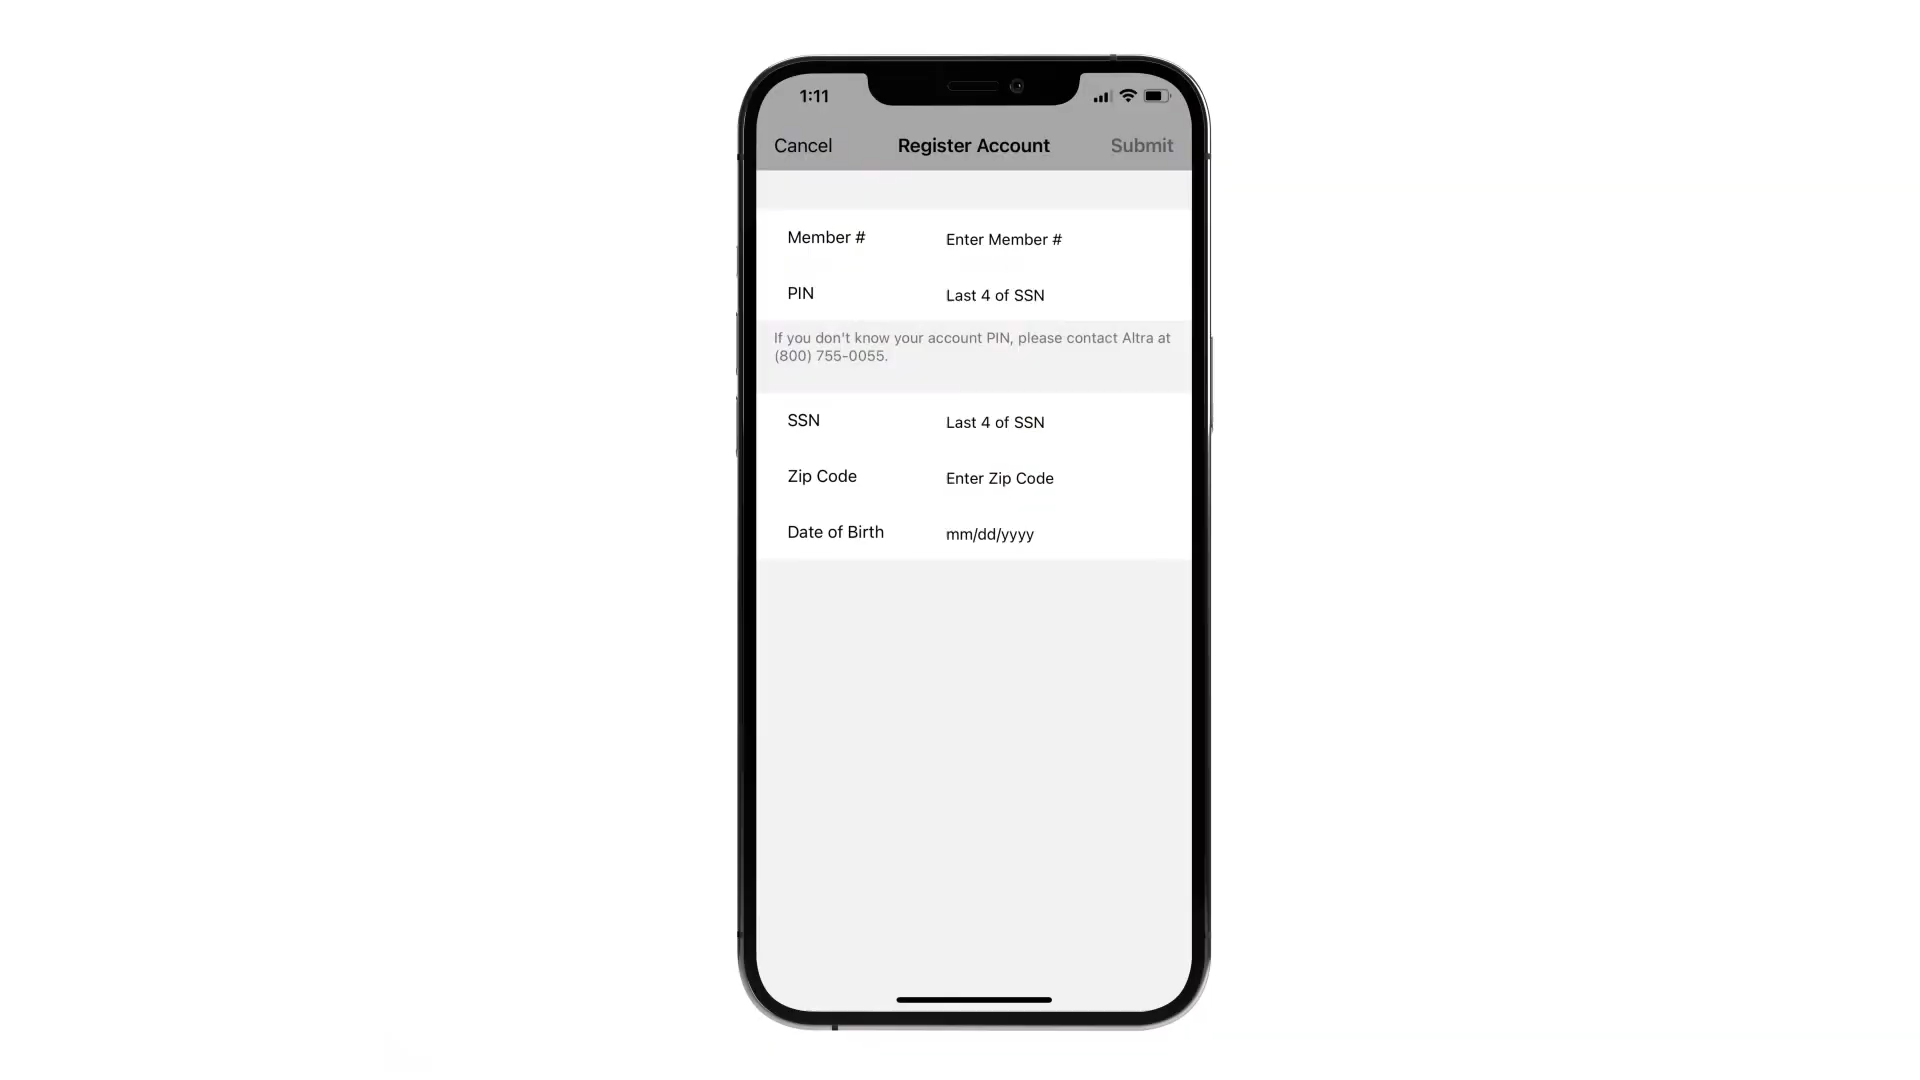 1:11
Cancel Register Account Submit
Member # Enter Member #
PIN Last 4 of SSN
If you don't know your account PIN, please contact Altra at
(800) 755-0055.
SSN Last 4 of SSN
Zip Code Enter Zip Code
Date of Birth mm/dd/yyyy